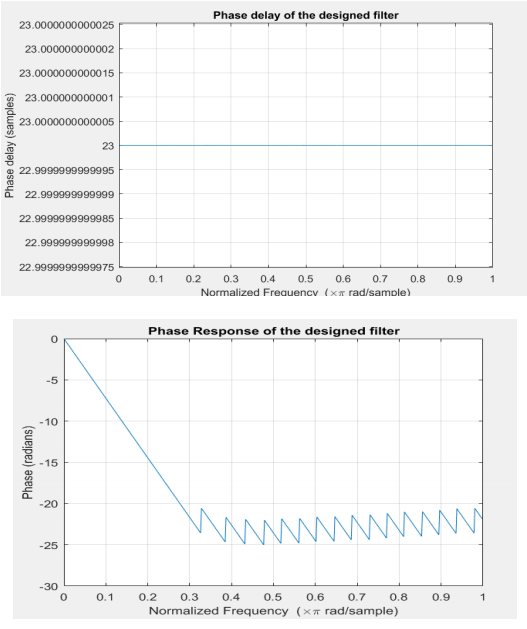 Phase delay of the designed filter
23.0000000000025
23.000000000002
23.0000000000015
23.000000000001
23.0000000000005
23
22.9999999999995
22.999999999999
22.9999999999985
22.999999999998
22.9999999999975
Phase delay (samples)
0 0.1 0.2 0.3 0.4 0.5 0.6 0.7 0.8 0.9 1
Normalized Frequency (×π rad/sample)
Phase Response of the designed filter
0
-5
-10
-15
-20
-25
-30
Phase (radians)
0 0.1 0.2 0.3 0.4 0.5 0.6 0.7 0.8 0.9 1
Normalized Frequency (×π rad/sample)